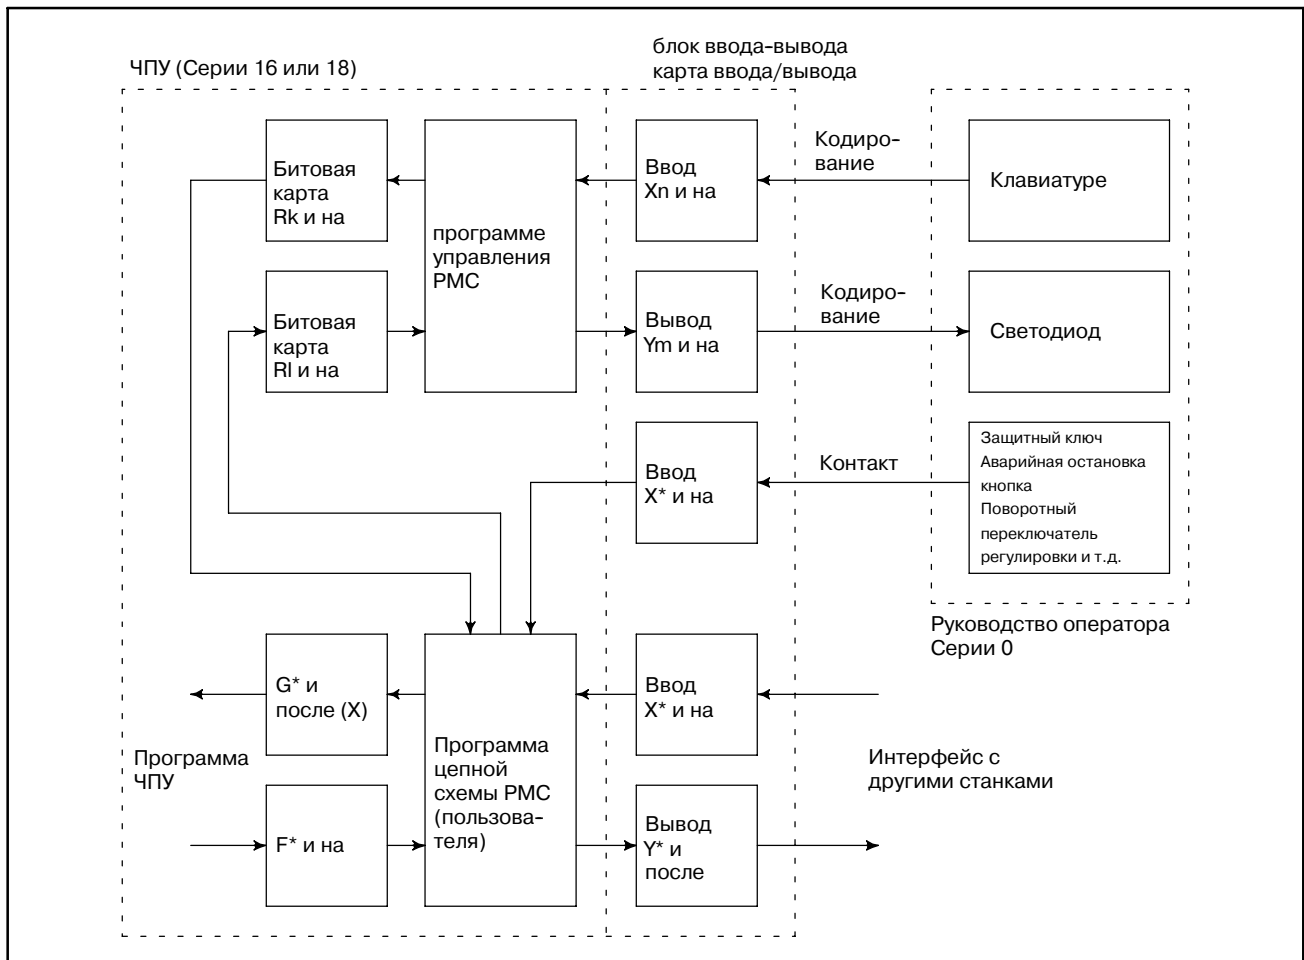 ЧПУ (Серии 16 или 18)
блок ввода-вывода
карта ввода/вывода
Битовая
карта
Rk и на
программе
управления
PMC
Ввод
Xn и на
Кодиро-
вание
Клавиатуре
Битовая
карта
Rl и на
Вывод
Ym и на
Кодиро-
вание
Светодиод
Ввод
X* и на
Контакт
Защитный ключ
Аварийная остановка
кнопка
Поворотный
переключатель
регулировки и т.д.
Руководство оператора
Серии 0
G* и
после (X)
Программа
цепной
схемы PMC
(пользова-
теля)
Ввод
X* и на
Программа
ЧПУ
Интерфейс с
другими станками
F* и на
Вывод
Y* и
после